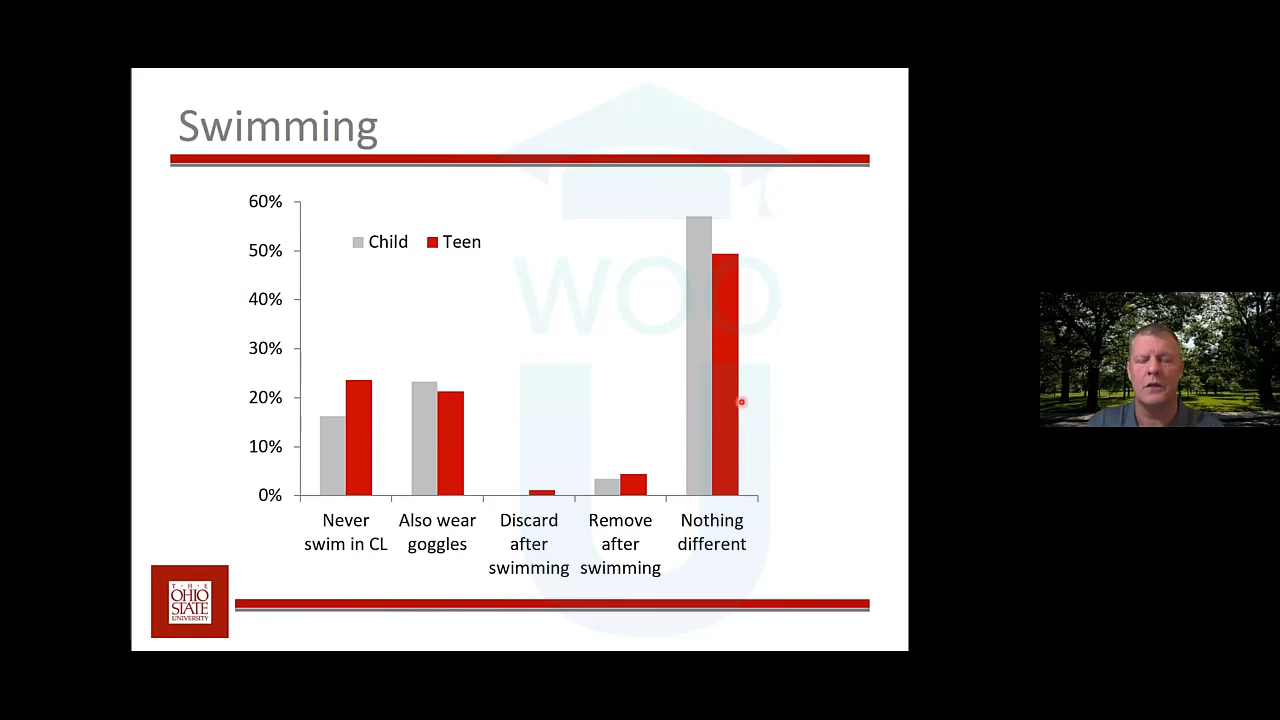 Swimming
60%
50%
40%
30%
20%
10%
0%
Child
Teen
Never
swim in CL
Also wear
goggles
Discard
after
swimming
Remove
after
swimming
Nothing
different
WOO
U
T · H · E
OHIO
STATE
UNIVERSITY